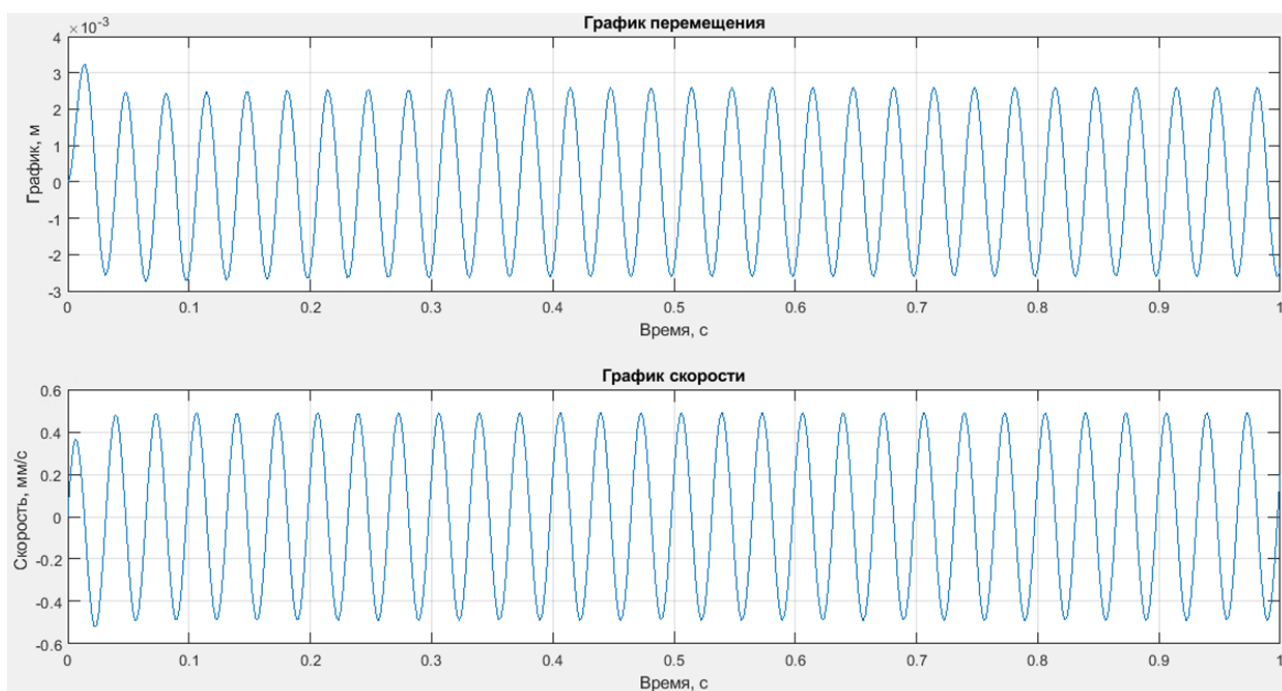 График перемещения
×10⁻³
График, м
4
3
2
1
0
-1
-2
-3
0 0.1 0.2 0.3 0.4 0.5 0.6 0.7 0.8 0.9 1
Время, с
График скорости
Скорость, мм/с
0.6
0.4
0.2
0
-0.2
-0.4
-0.6
0 0.1 0.2 0.3 0.4 0.5 0.6 0.7 0.8 0.9 1
Время, с